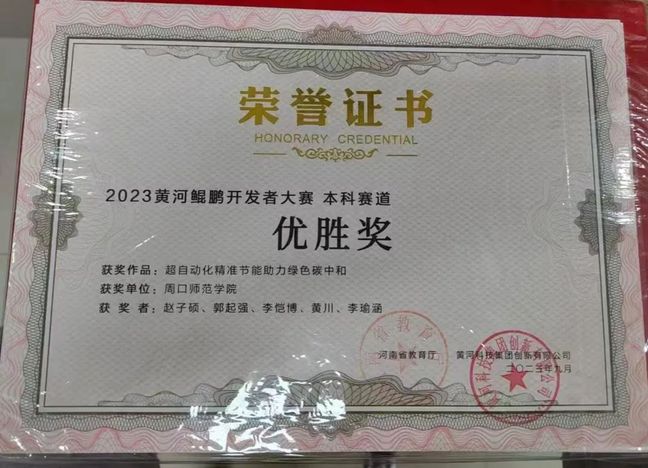 荣誉证书
HONORARY CREDENTIAL
2023黄河鲲鹏开发者大赛 本科赛道
优胜奖
获奖作品：超自动化精准节能助力绿色碳中和
获奖单位：周口师范学院
获 奖 者：赵子硕、郭起强、李恺博、黄川、李瑜涵
河南省教育厅 黄河科技集团创新有限公司
二〇二三年九月